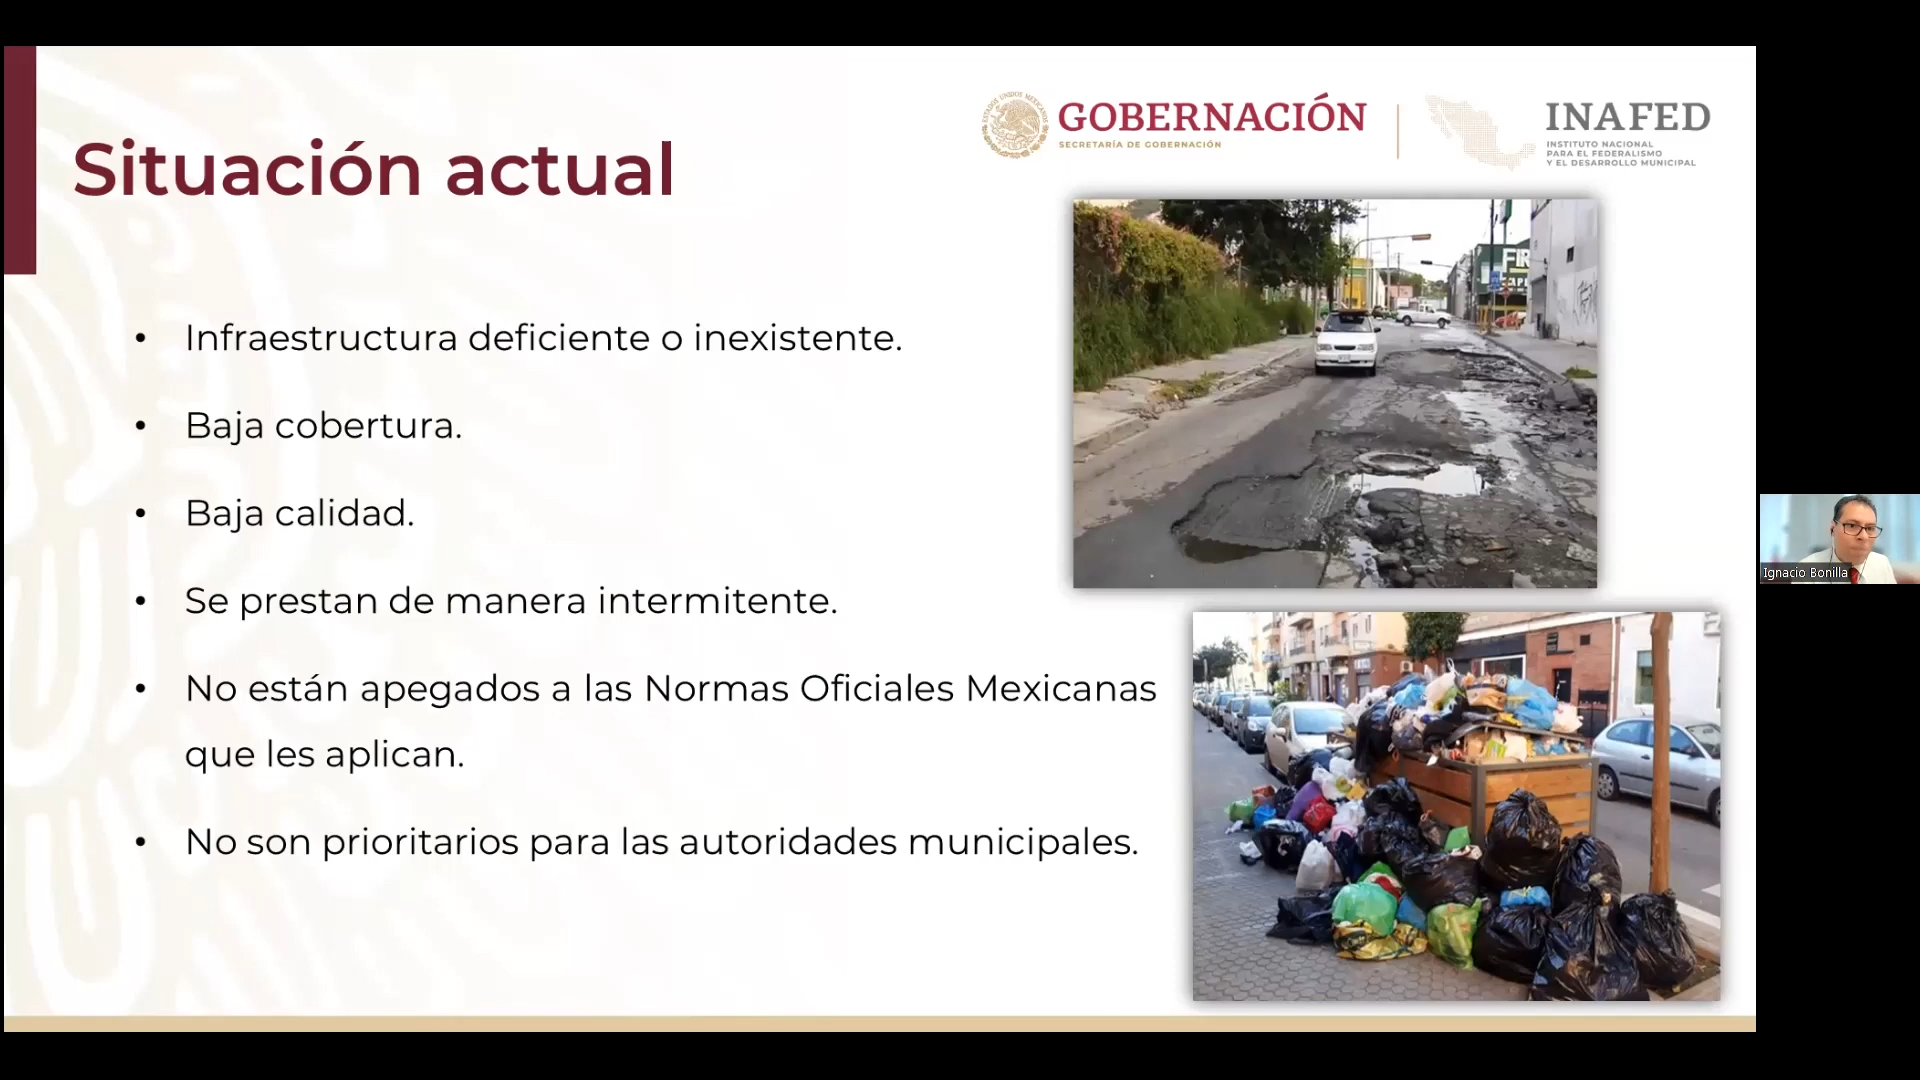 GOBERNACIÓN
SECRETARÍA DE GOBERNACIÓN
INAFED
INSTITUTO NACIONAL
PARA EL FEDERALISMO
Y EL DESARROLLO MUNICIPAL
Situación actual
• Infraestructura deficiente o inexistente.
• Baja cobertura.
• Baja calidad.
• Se prestan de manera intermitente.
• No están apegados a las Normas Oficiales Mexicanas
que les aplican.
• No son prioritarios para las autoridades municipales.
Ignacio Bonilla